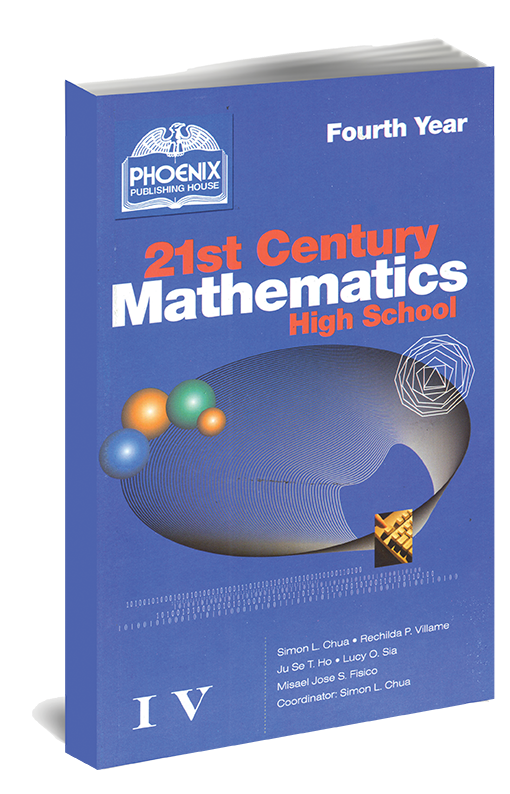 Fourth Year
PHOENIX
PUBLISHING HOUSE
21st Century
Mathematics
High School
Simon L. Chua • Rechilda P. Villame
Ju Se T. Ho • Lucy O. Sia
Misael Jose S. Fisico
Coordinator: Simon L. Chua
I V